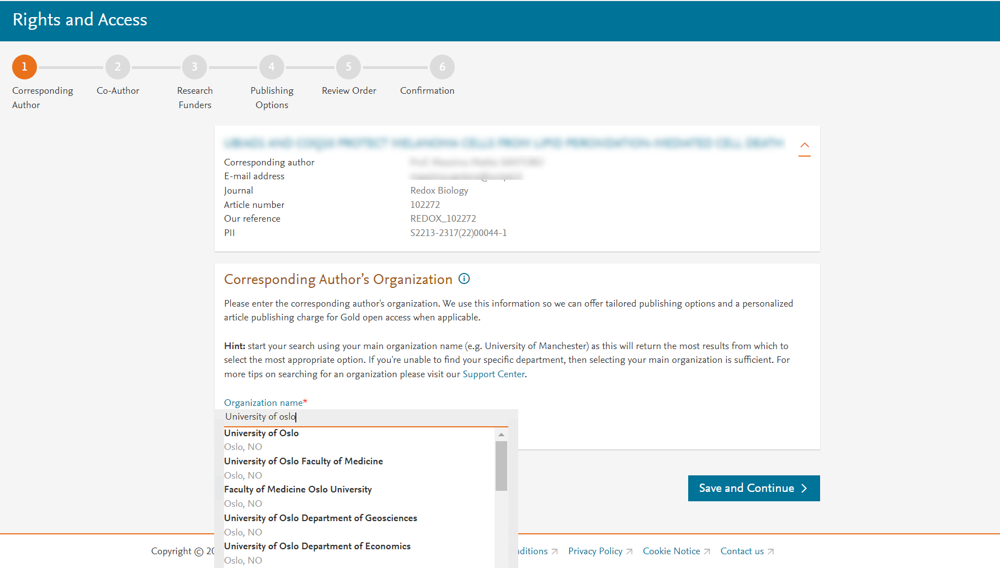 Rights and Access
1
2
3
4
5
6
Corresponding
Author
Co-Author
Research
Funders
Publishing
Options
Review Order
Confirmation
Corresponding author
E-mail address
Journal
Redox Biology
Article number
102272
Our reference
REDOX_102272
PII
S2213-2317(22)00044-1
Corresponding Author's Organization
Please enter the corresponding author's organization. We use this information so we can offer tailored publishing options and a personalized
article publishing charge for Gold open access when applicable.
Hint: start your search using your main organization name (e.g. University of Manchester) as this will return the most results from which to
select the most appropriate option. If you're unable to find your specific department, then selecting your main organization is sufficient. For
more tips on searching for an organization please visit our Support Center.
Organization name*
University of oslo
University of Oslo
Oslo, NO
University of Oslo Faculty of Medicine
Oslo, NO
Faculty of Medicine Oslo University
Oslo, NO
University of Oslo Department of Geosciences
Oslo, NO
University of Oslo Department of Economics
Oslo, NO
Save and Continue
Copyright © 20
Privacy Policy
Cookie Notice
Contact us